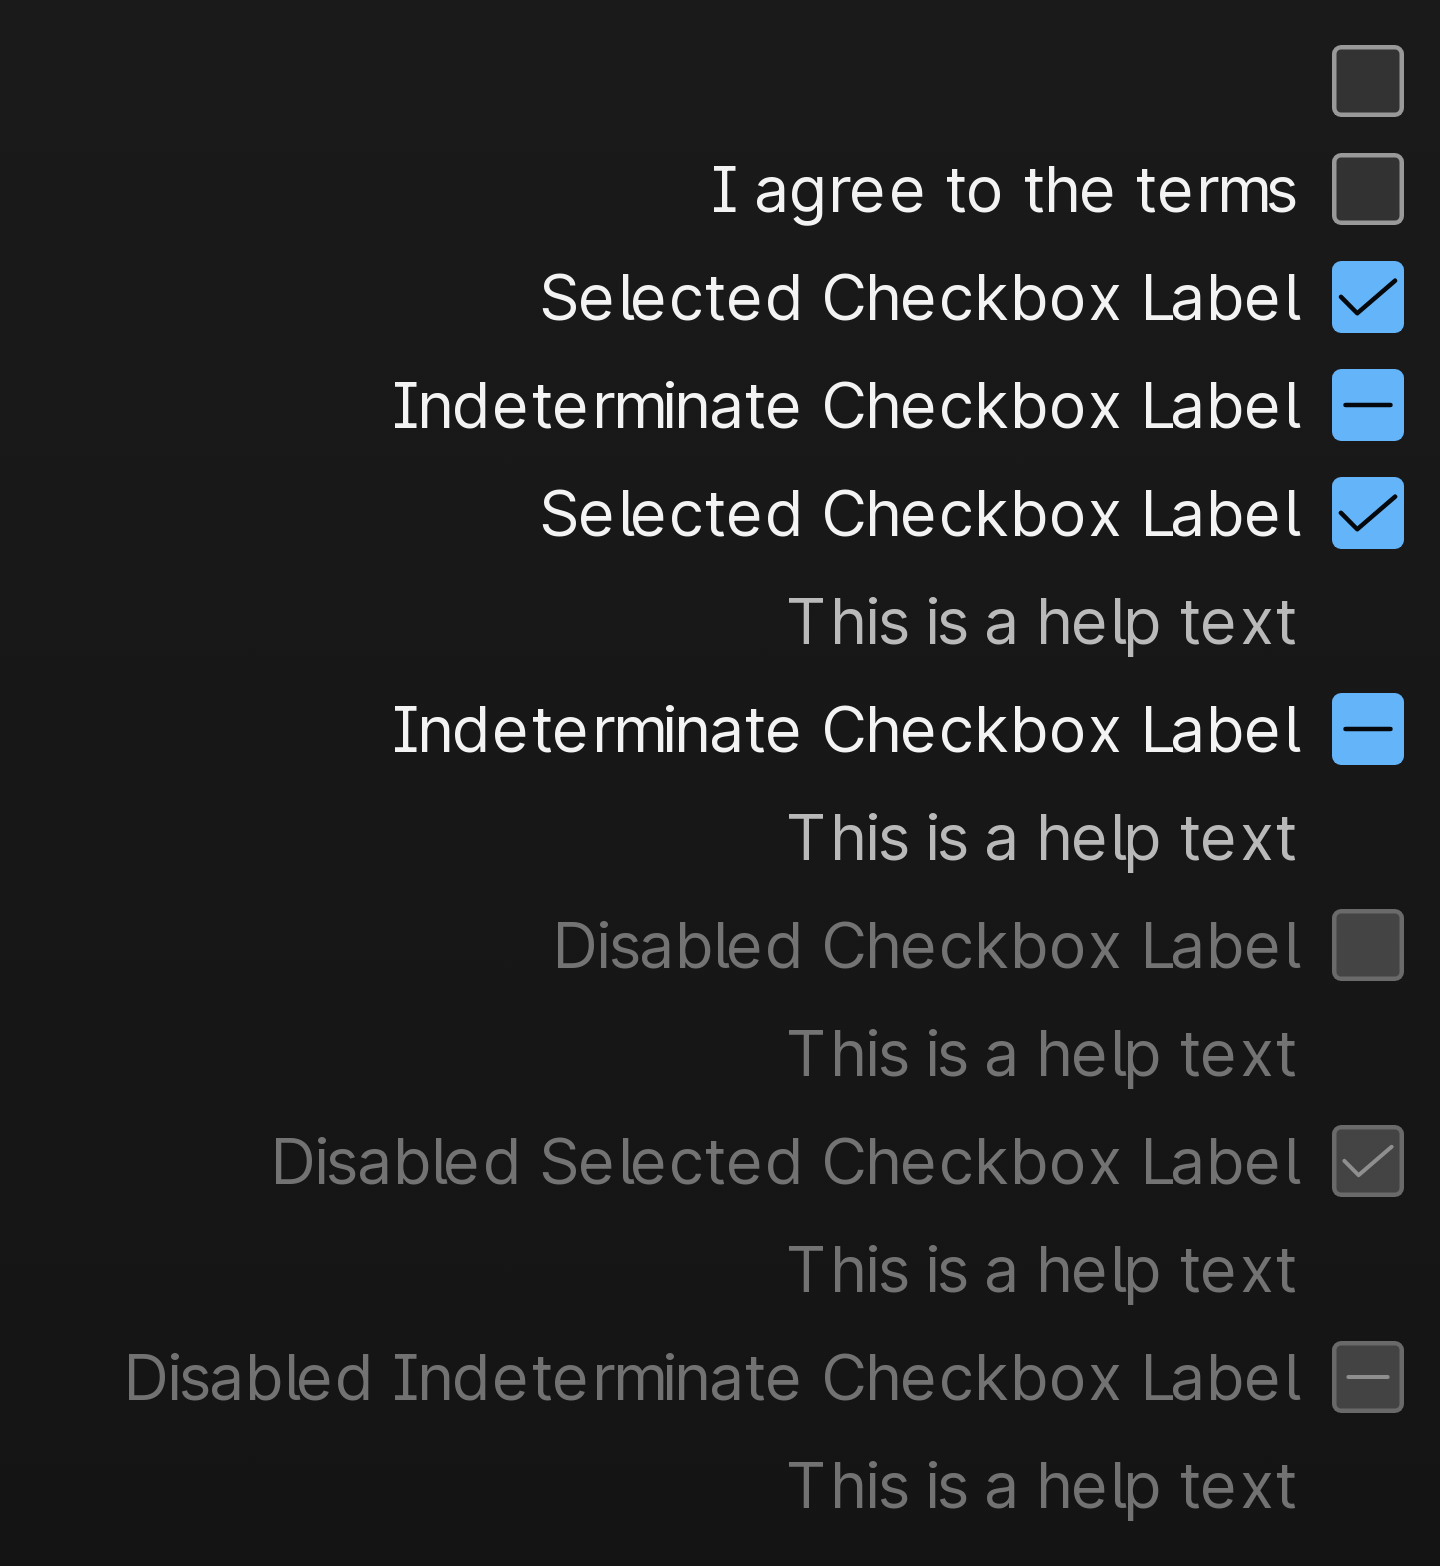 I agree to the terms
Selected Checkbox Label
Indeterminate Checkbox Label
Selected Checkbox Label
This is a help text
Indeterminate Checkbox Label
This is a help text
Disabled Checkbox Label
This is a help text
Disabled Selected Checkbox Label
This is a help text
Disabled Indeterminate Checkbox Label
This is a help text